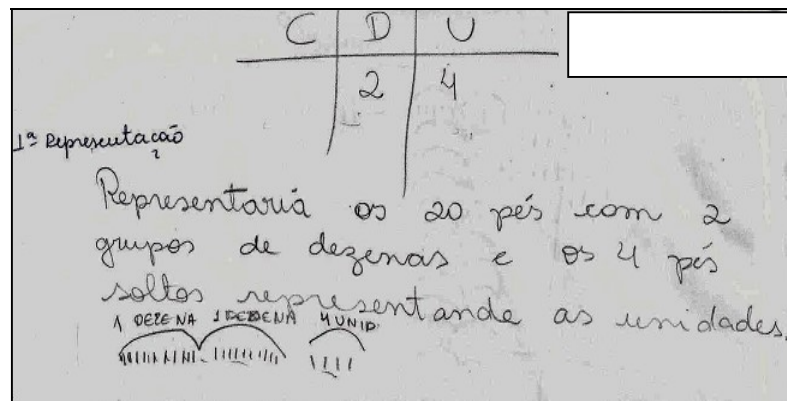 C D U
2 4
1ª Representação
Representaria os 20 pés com 2
grupos de dezenas e os 4 pés
soltos representande as unidades.
1 DEZENA 1 DEZENA 4 UNID.